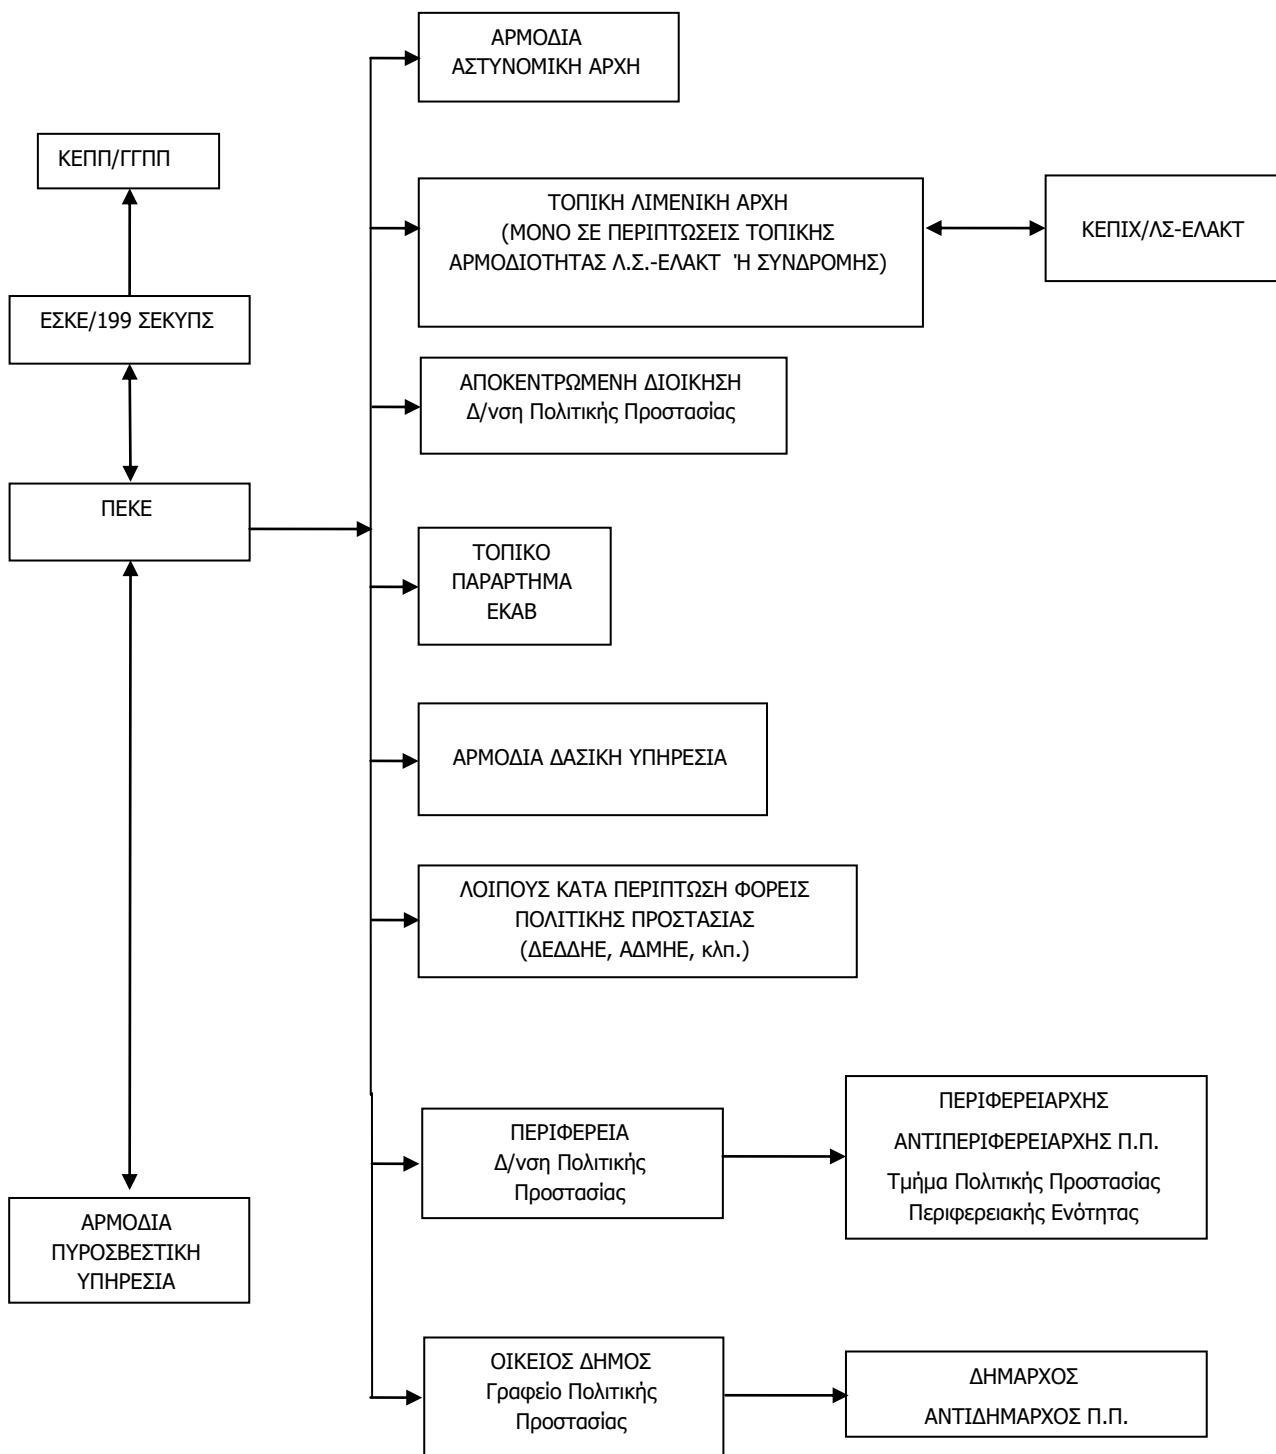 ΑΡΜΟΔΙΑ
ΑΣΤΥΝΟΜΙΚΗ ΑΡΧΗ
ΚΕΠΠ/ΓΓΠΠ
ΤΟΠΙΚΗ ΛΙΜΕΝΙΚΗ ΑΡΧΗ
(ΜΟΝΟ ΣΕ ΠΕΡΙΠΤΩΣΕΙΣ ΤΟΠΙΚΗΣ
ΑΡΜΟΔΙΟΤΗΤΑΣ Λ.Σ.-ΕΛΑΚΤ Ή ΣΥΝΔΡΟΜΗΣ)
ΚΕΠΙΧ/ΛΣ-ΕΛΑΚΤ
ΕΣΚΕ/199 ΣΕΚΥΠΣ
ΑΠΟΚΕΝΤΡΩΜΕΝΗ ΔΙΟΙΚΗΣΗ
Δ/νση Πολιτικής Προστασίας
ΠΕΚΕ
ΤΟΠΙΚΟ
ΠΑΡΑΡΤΗΜΑ
ΕΚΑΒ
ΑΡΜΟΔΙΑ ΔΑΣΙΚΗ ΥΠΗΡΕΣΙΑ
ΛΟΙΠΟΥΣ ΚΑΤΑ ΠΕΡΙΠΤΩΣΗ ΦΟΡΕΙΣ
ΠΟΛΙΤΙΚΗΣ ΠΡΟΣΤΑΣΙΑΣ
(ΔΕΔΔΗΕ, ΑΔΜΗΕ, κλπ.)
ΠΕΡΙΦΕΡΕΙΑ
Δ/νση Πολιτικής
Προστασίας
ΠΕΡΙΦΕΡΕΙΑΡΧΗΣ
ΑΝΤΙΠΕΡΙΦΕΡΕΙΑΡΧΗΣ Π.Π.
Τμήμα Πολιτικής Προστασίας
Περιφερειακής Ενότητας
ΑΡΜΟΔΙΑ
ΠΥΡΟΣΒΕΣΤΙΚΗ
ΥΠΗΡΕΣΙΑ
ΟΙΚΕΙΟΣ ΔΗΜΟΣ
Γραφείο Πολιτικής
Προστασίας
ΔΗΜΑΡΧΟΣ
ΑΝΤΙΔΗΜΑΡΧΟΣ Π.Π.